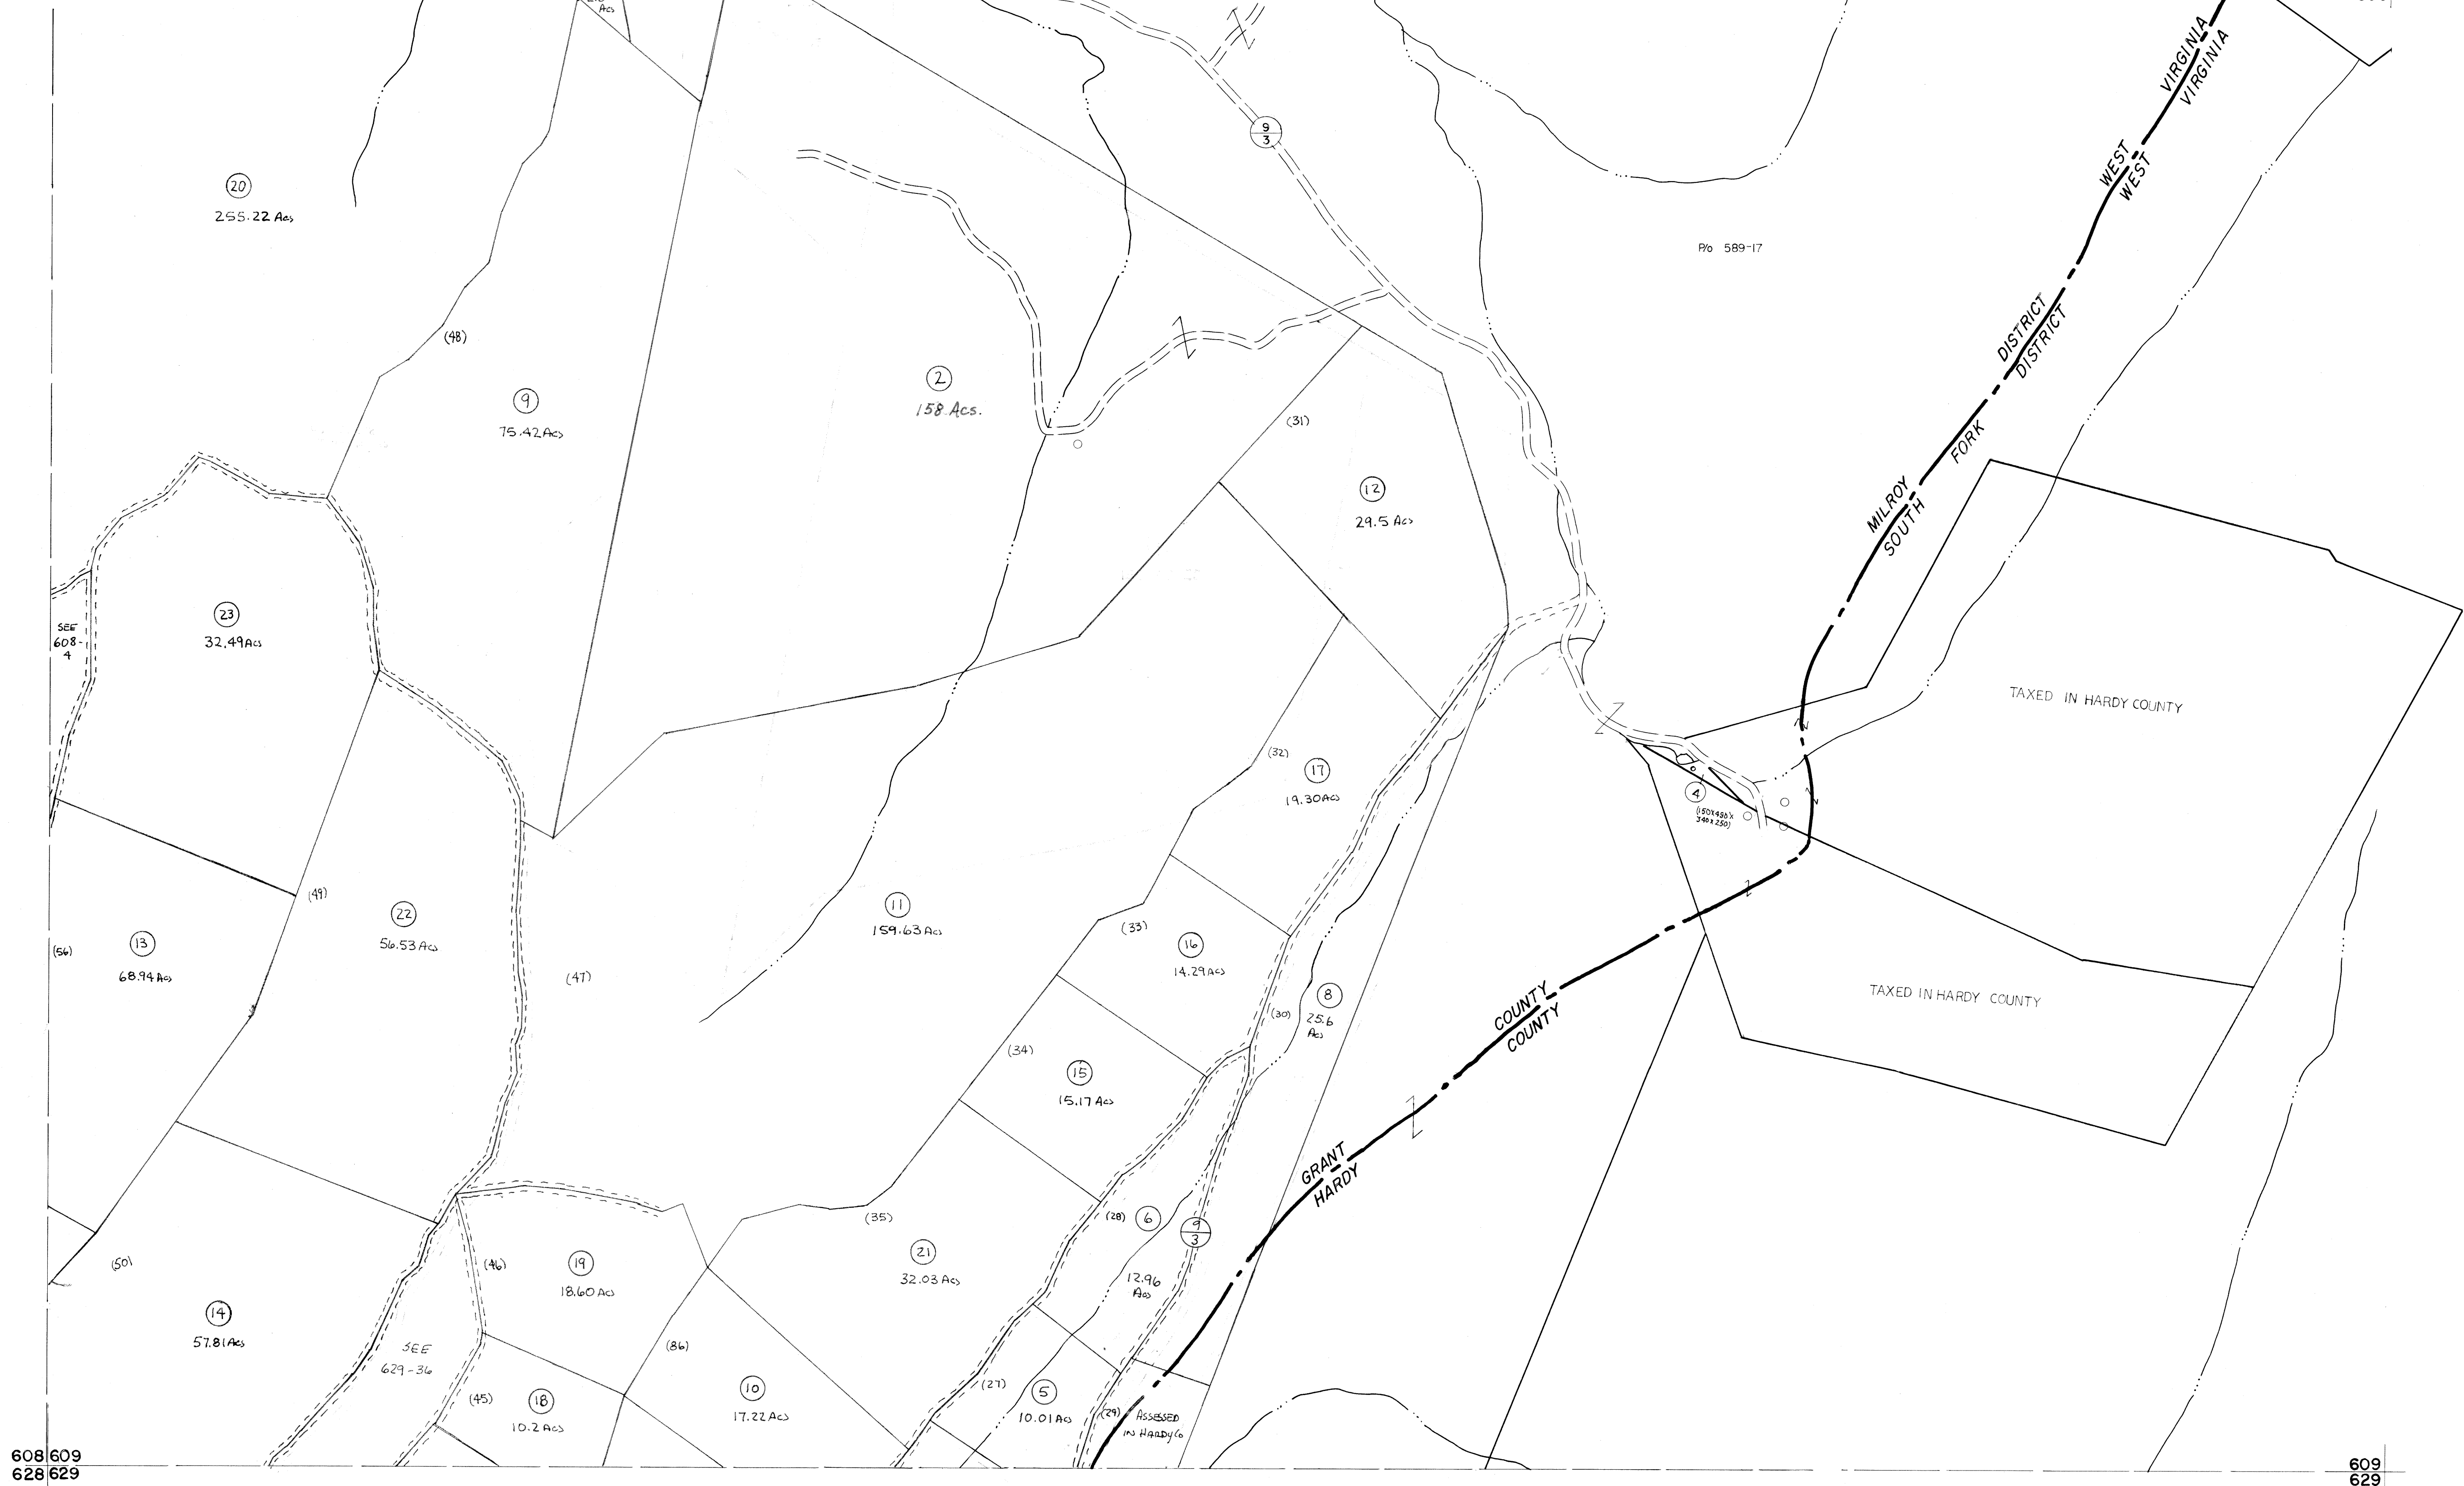 Acs
9
3
VIRGINIA
VIRGINIA
WEST
WEST
20
255.22 Acs
P/o 589-17
DISTRICT
DISTRICT
(48)
9
75.42 Acs
2
158 Acs.
(31)
12
29.5 Acs
FORK
MILROY
SOUTH
SEE
608-
4
23
32.49 Acs
TAXED IN HARDY COUNTY
(32)
17
19.30 Acs
4
(150x480x
340x250)
(49)
22
56.53 Acs
11
159.63 Acs
(33)
16
14.29 Acs
(56)
13
68.94 Acs
(47)
8
25.6
Acs
(30)
TAXED IN HARDY COUNTY
COUNTY
COUNTY
(34)
15
15.17 Acs
GRANT
HARDY
(35)
(28)
6
9
3
(50)
(46)
19
18.60 Acs
21
32.03 Acs
12.96
Acs
14
57.81 Acs
SEE
629-36
(36)
(45)
18
10.2 Acs
10
17.22 Acs
(27)
5
10.01 Acs
(29)
ASSESSED
IN HARDY Co
608 609
628 629
609
629